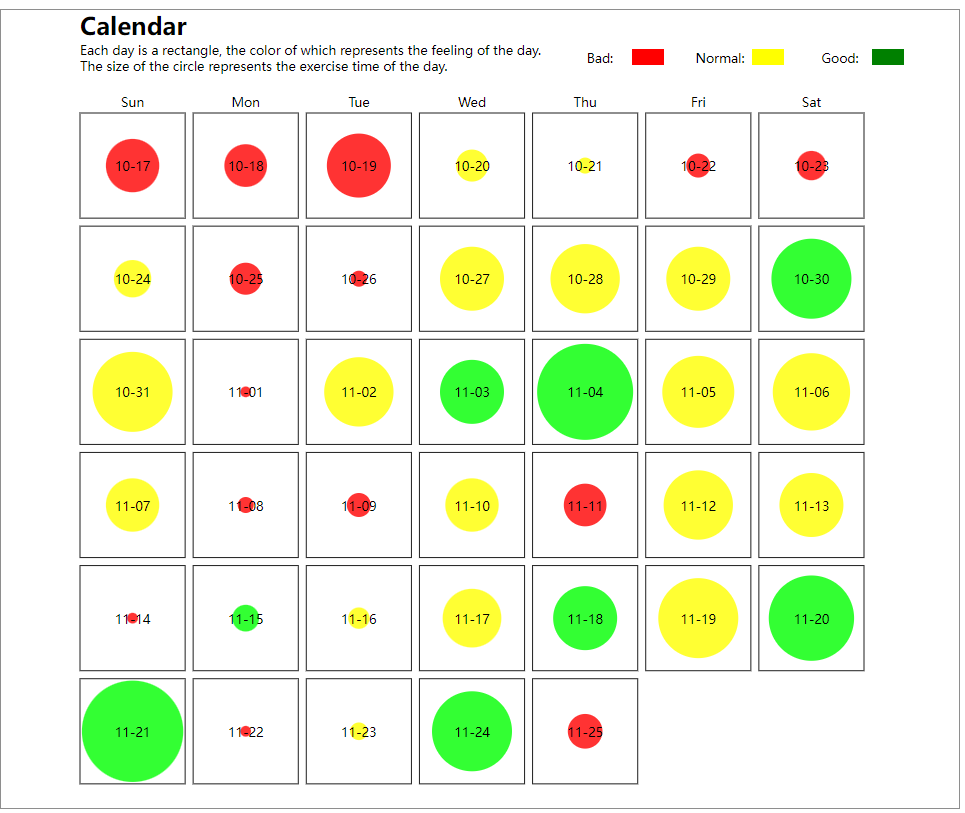 Calendar
Each day is a rectangle, the color of which represents the feeling of the day.
The size of the circle represents the exercise time of the day.
Bad: Normal: Good:
Sun Mon Tue Wed Thu Fri Sat
10-17 10-18 10-19 10-20 10-21 10-22 10-23
10-24 10-25 10-26 10-27 10-28 10-29 10-30
10-31 11-01 11-02 11-03 11-04 11-05 11-06
11-07 11-08 11-09 11-10 11-11 11-12 11-13
11-14 11-15 11-16 11-17 11-18 11-19 11-20
11-21 11-22 11-23 11-24 11-25